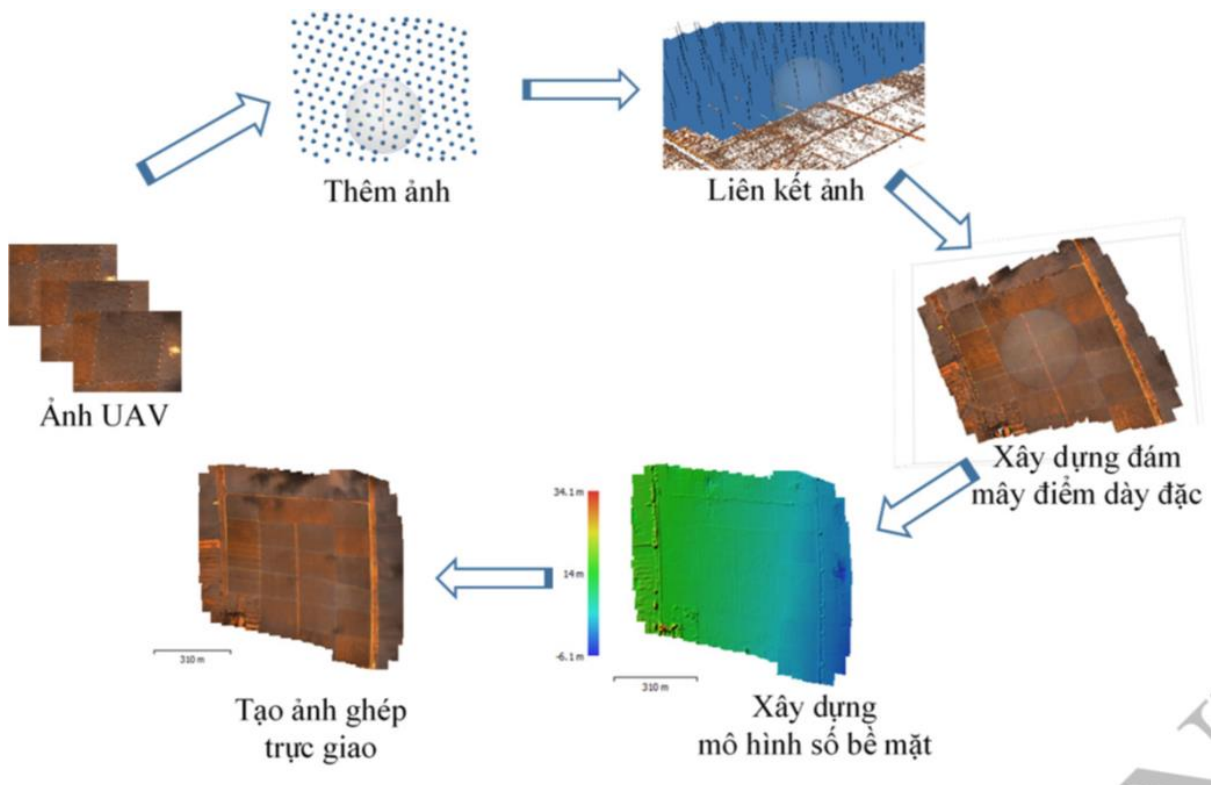 Thêm ảnh
Liên kết ảnh
Ảnh UAV
Xây dựng đám
mây điểm dày đặc
34.1 m
14 m
-6.1 m
310 m
310 m
Tạo ảnh ghép
trực giao
Xây dựng
mô hình số bề mặt